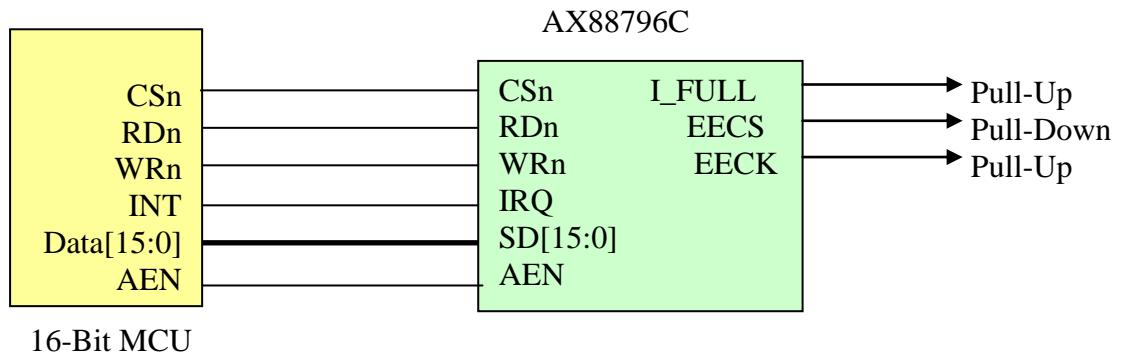 AX88796C
CSn
RDn
WRn
INT
Data[15:0]
AEN
16-Bit MCU
CSn I_FULL
RDn EECS
WRn EECK
IRQ
SD[15:0]
AEN
Pull-Up
Pull-Down
Pull-Up